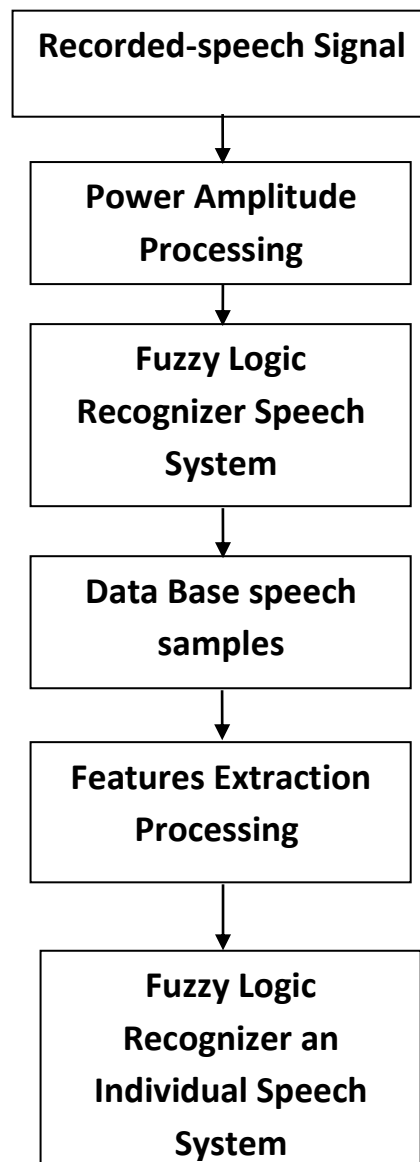 Recorded-speech Signal
Power Amplitude
Processing
Fuzzy Logic
Recognizer Speech
System
Data Base speech
samples
Features Extraction
Processing
Fuzzy Logic
Recognizer an
Individual Speech
System